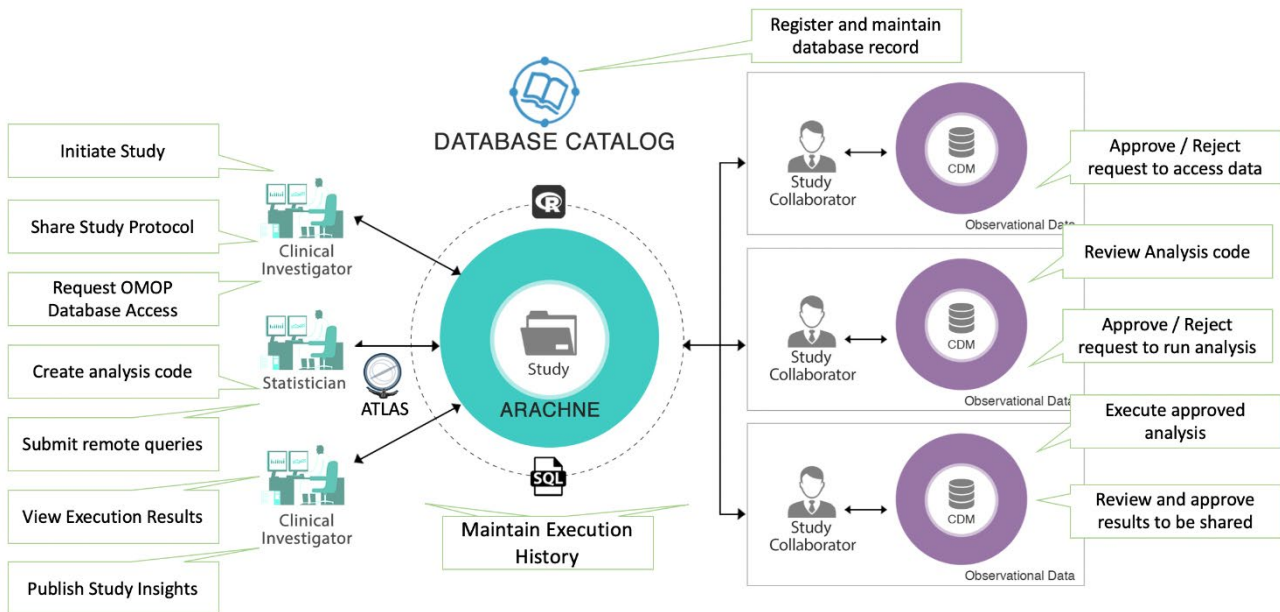 Register and maintain
database record
DATABASE CATALOG
Initiate Study
Share Study Protocol
Request OMOP
Database Access
Create analysis code
Submit remote queries
View Execution Results
Publish Study Insights
Clinical
Investigator
Statistician
Clinical
Investigator
ATLAS
R
Study
ARACHNE
SQL
Maintain Execution
History
Study
Collaborator
CDM
Observational Data
Study
Collaborator
CDM
Observational Data
Study
Collaborator
CDM
Observational Data
Approve / Reject
request to access data
Review Analysis code
Approve / Reject
request to run analysis
Execute approved
analysis
Review and approve
results to be shared